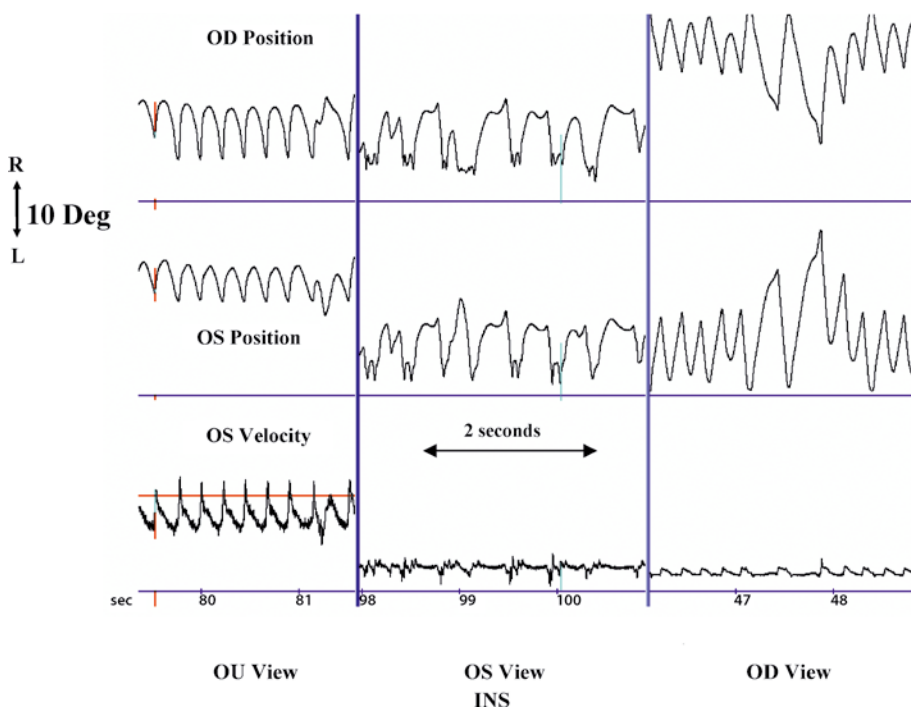 OD Position
R
10 Deg
L
OS Position
OS Velocity
2 seconds
sec 80 81 98 99 100 47 48
OU View OS View OD View
INS